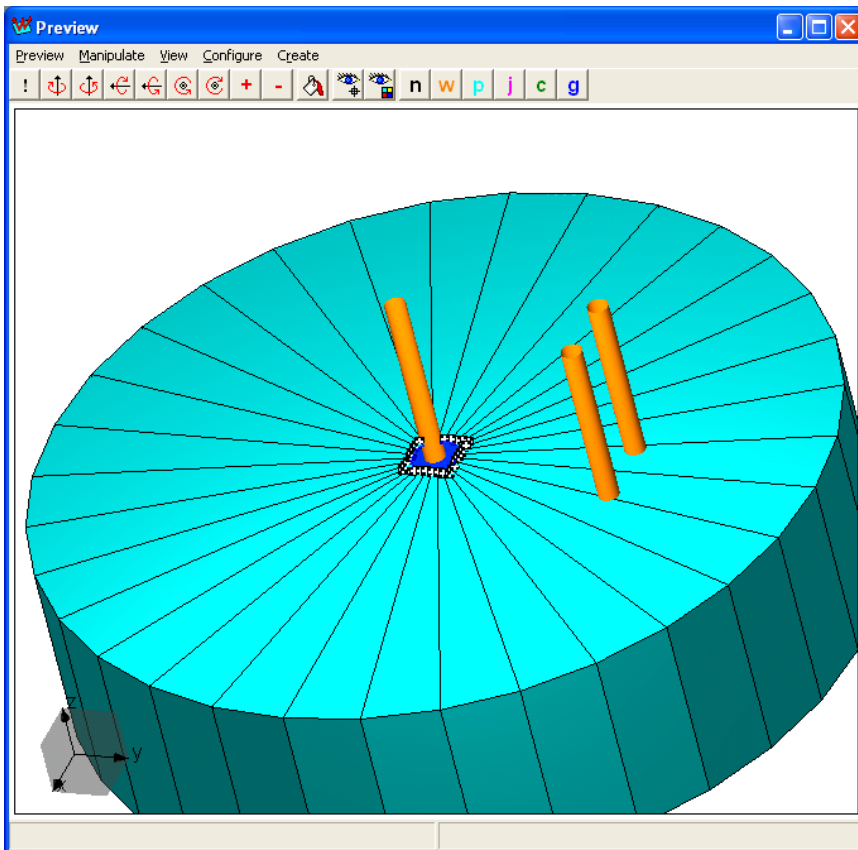 Preview
Preview Manipulate View Configure Create
! + - n w p j c g
z
y
x